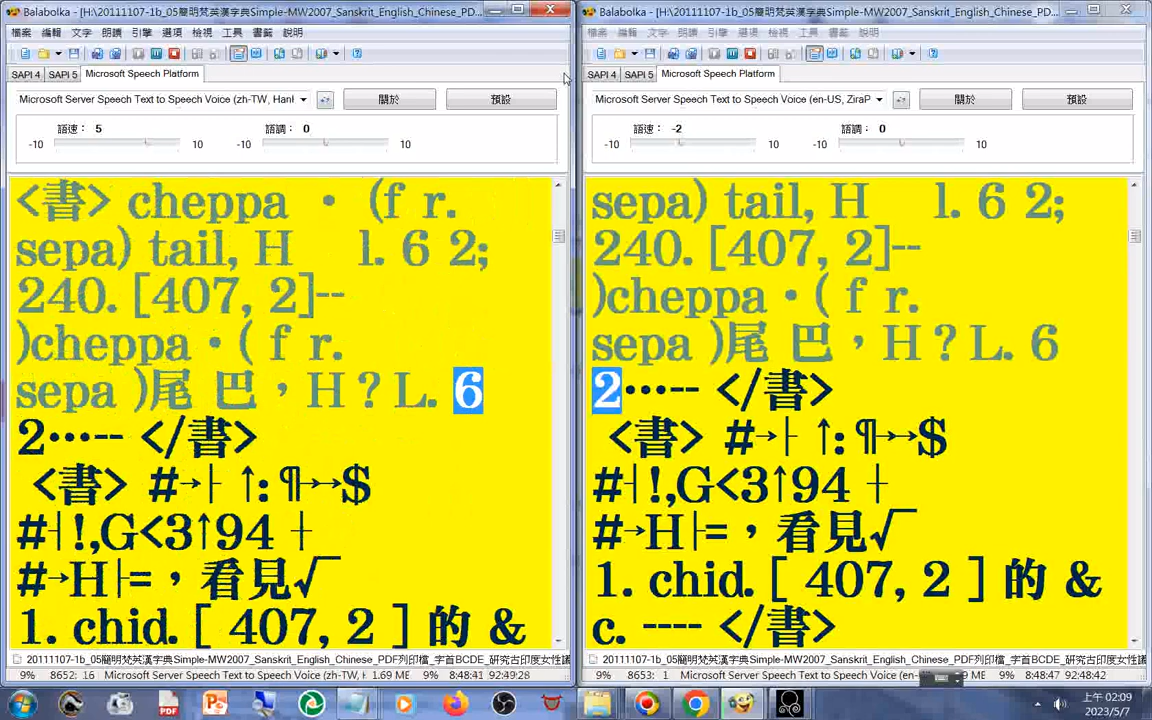 Balabolka - [H:\20111107-1b_05簡明梵英漢字典Simple-MW2007_Sanskrit_English_Chinese_PD...
檔案 編輯 文字 朗讀 引擎 選項 檢視 工具 書籤 說明
SAPI 4 SAPI 5 Microsoft Speech Platform
Microsoft Server Speech Text to Speech Voice (zh-TW, HanH 關於 預設
語速： 5 語調： 0
-10 10 -10 10
<書> cheppa · (f r.
sepa) tail, H l. 6 2;
240. [407, 2]--
)cheppa·( f r.
sepa )尾 巴，H？L. 6
2…-- </書>
<書> #→├ ↑:¶→→$
#┤!,G<3↑94 ┼
#→H├=，看見√
1. chid. [ 407, 2 ] 的 &
20111107-1b_05簡明梵英漢字典Simple-MW2007_Sanskrit_English_Chinese_PDF列印檔_字首BCDE_研究古印度女性議
9% 8652: 16 Microsoft Server Speech Text to Speech Voice (zh-TW, H 1.69 ME 9% 8:48:41 92:49:28
Balabolka - [H:\20111107-1b_05簡明梵英漢字典Simple-MW2007_Sanskrit_English_Chinese_PD...
檔案 編輯 文字 朗讀 引擎 選項 檢視 工具 書籤 說明
SAPI 4 SAPI 5 Microsoft Speech Platform
Microsoft Server Speech Text to Speech Voice (en-US, ZiraP 關於 預設
語速： -2 語調： 0
-10 10 -10 10
sepa) tail, H l. 6 2;
240. [407, 2]--
)cheppa·( f r.
sepa )尾 巴，H？L. 6
2…-- </書>
<書> #→├ ↑:¶→→$
#┤!,G<3↑94 ┼
#→H├=，看見√
1. chid. [ 407, 2 ] 的 &
c. ---- </書>
20111107-1b_05簡明梵英漢字典Simple-MW2007_Sanskrit_English_Chinese_PDF列印檔_字首BCDE_研究古印度女性議
9% 8653: 1 Microsoft Server Speech Text to Speech Voice (en-US, ZiraP ME 9% 8:48:47 92:48:42
PDF
上午 02:09
2023/5/7